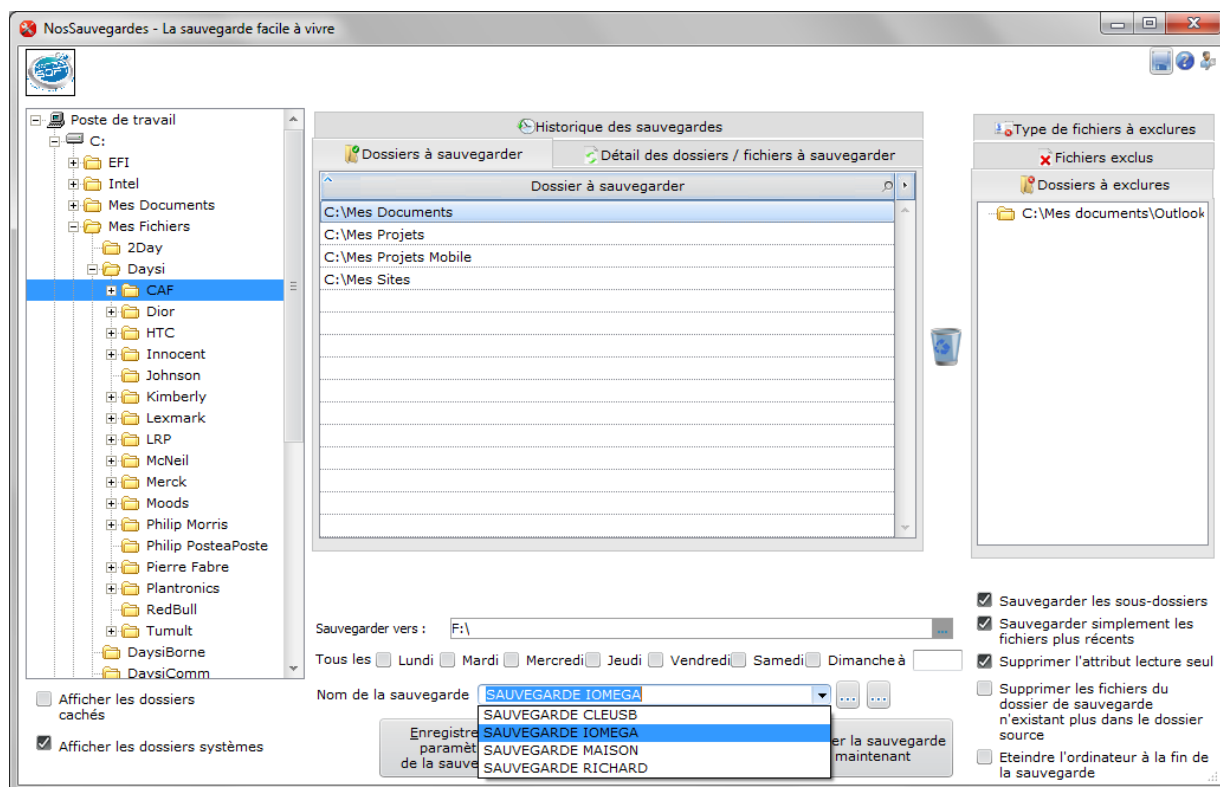 NosSauvegardes - La sauvegarde facile à vivre
Poste de travail
C:
EFI
Intel
Mes Documents
Mes Fichiers
2Day
Daysi
CAF
Dior
HTC
Innocent
Johnson
Kimberly
Lexmark
LRP
McNeil
Merck
Moods
Philip Morris
Philip PosteaPoste
Pierre Fabre
Plantronics
RedBull
Tumult
DaysiBorne
DaysiComm
Afficher les dossiers
cachés
Afficher les dossiers systèmes
Historique des sauvegardes
Dossiers à sauvegarder
Détail des dossiers / fichiers à sauvegarder
Dossier à sauvegarder
C:\Mes Documents
C:\Mes Projets
C:\Mes Projets Mobile
C:\Mes Sites
Sauvegarder vers : F:\ ...
Tous les Lundi Mardi Mercredi Jeudi Vendredi Samedi Dimanche à
Nom de la sauvegarde SAUVEGARDE IOMEGA ... ...
SAUVEGARDE CLEUSB
SAUVEGARDE IOMEGA
SAUVEGARDE MAISON
SAUVEGARDE RICHARD
Enregistre
paramèt
de la sauve
er la sauvegarde
maintenant
Type de fichiers à exclures
Fichiers exclus
Dossiers à exclures
C:\Mes documents\Outlook
Sauvegarder les sous-dossiers
Sauvegarder simplement les
fichiers plus récents
Supprimer l'attribut lecture seul
Supprimer les fichiers du
dossier de sauvegarde
n'existant plus dans le dossier
source
Eteindre l'ordinateur à la fin de
la sauvegarde